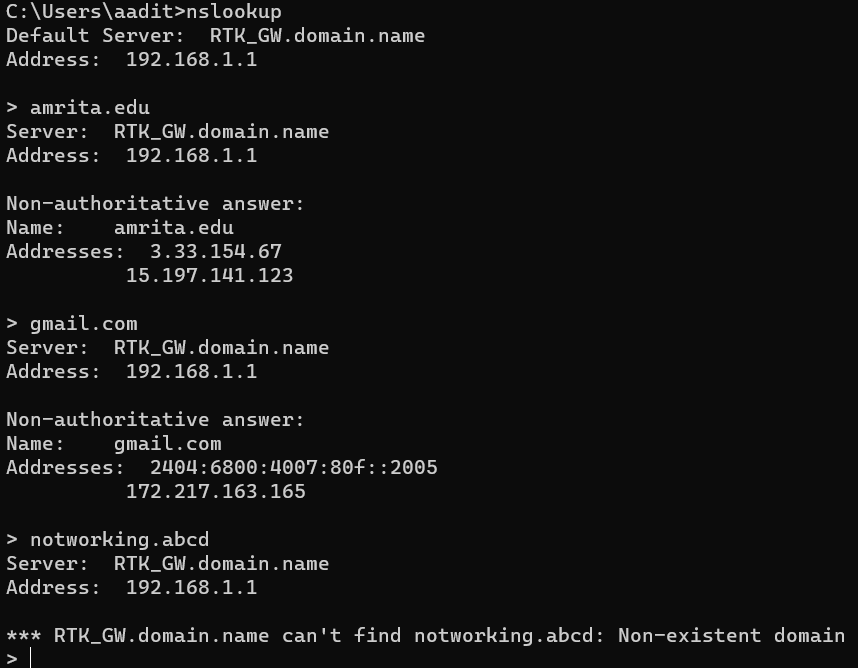 C:\Users\aadit>nslookup
Default Server:  RTK_GW.domain.name
Address:  192.168.1.1
> amrita.edu
Server:  RTK_GW.domain.name
Address:  192.168.1.1
Non-authoritative answer:
Name:    amrita.edu
Addresses:  3.33.154.67
          15.197.141.123
> gmail.com
Server:  RTK_GW.domain.name
Address:  192.168.1.1
Non-authoritative answer:
Name:    gmail.com
Addresses:  2404:6800:4007:80f::2005
          172.217.163.165
> notworking.abcd
Server:  RTK_GW.domain.name
Address:  192.168.1.1
*** RTK_GW.domain.name can't find notworking.abcd: Non-existent domain
>